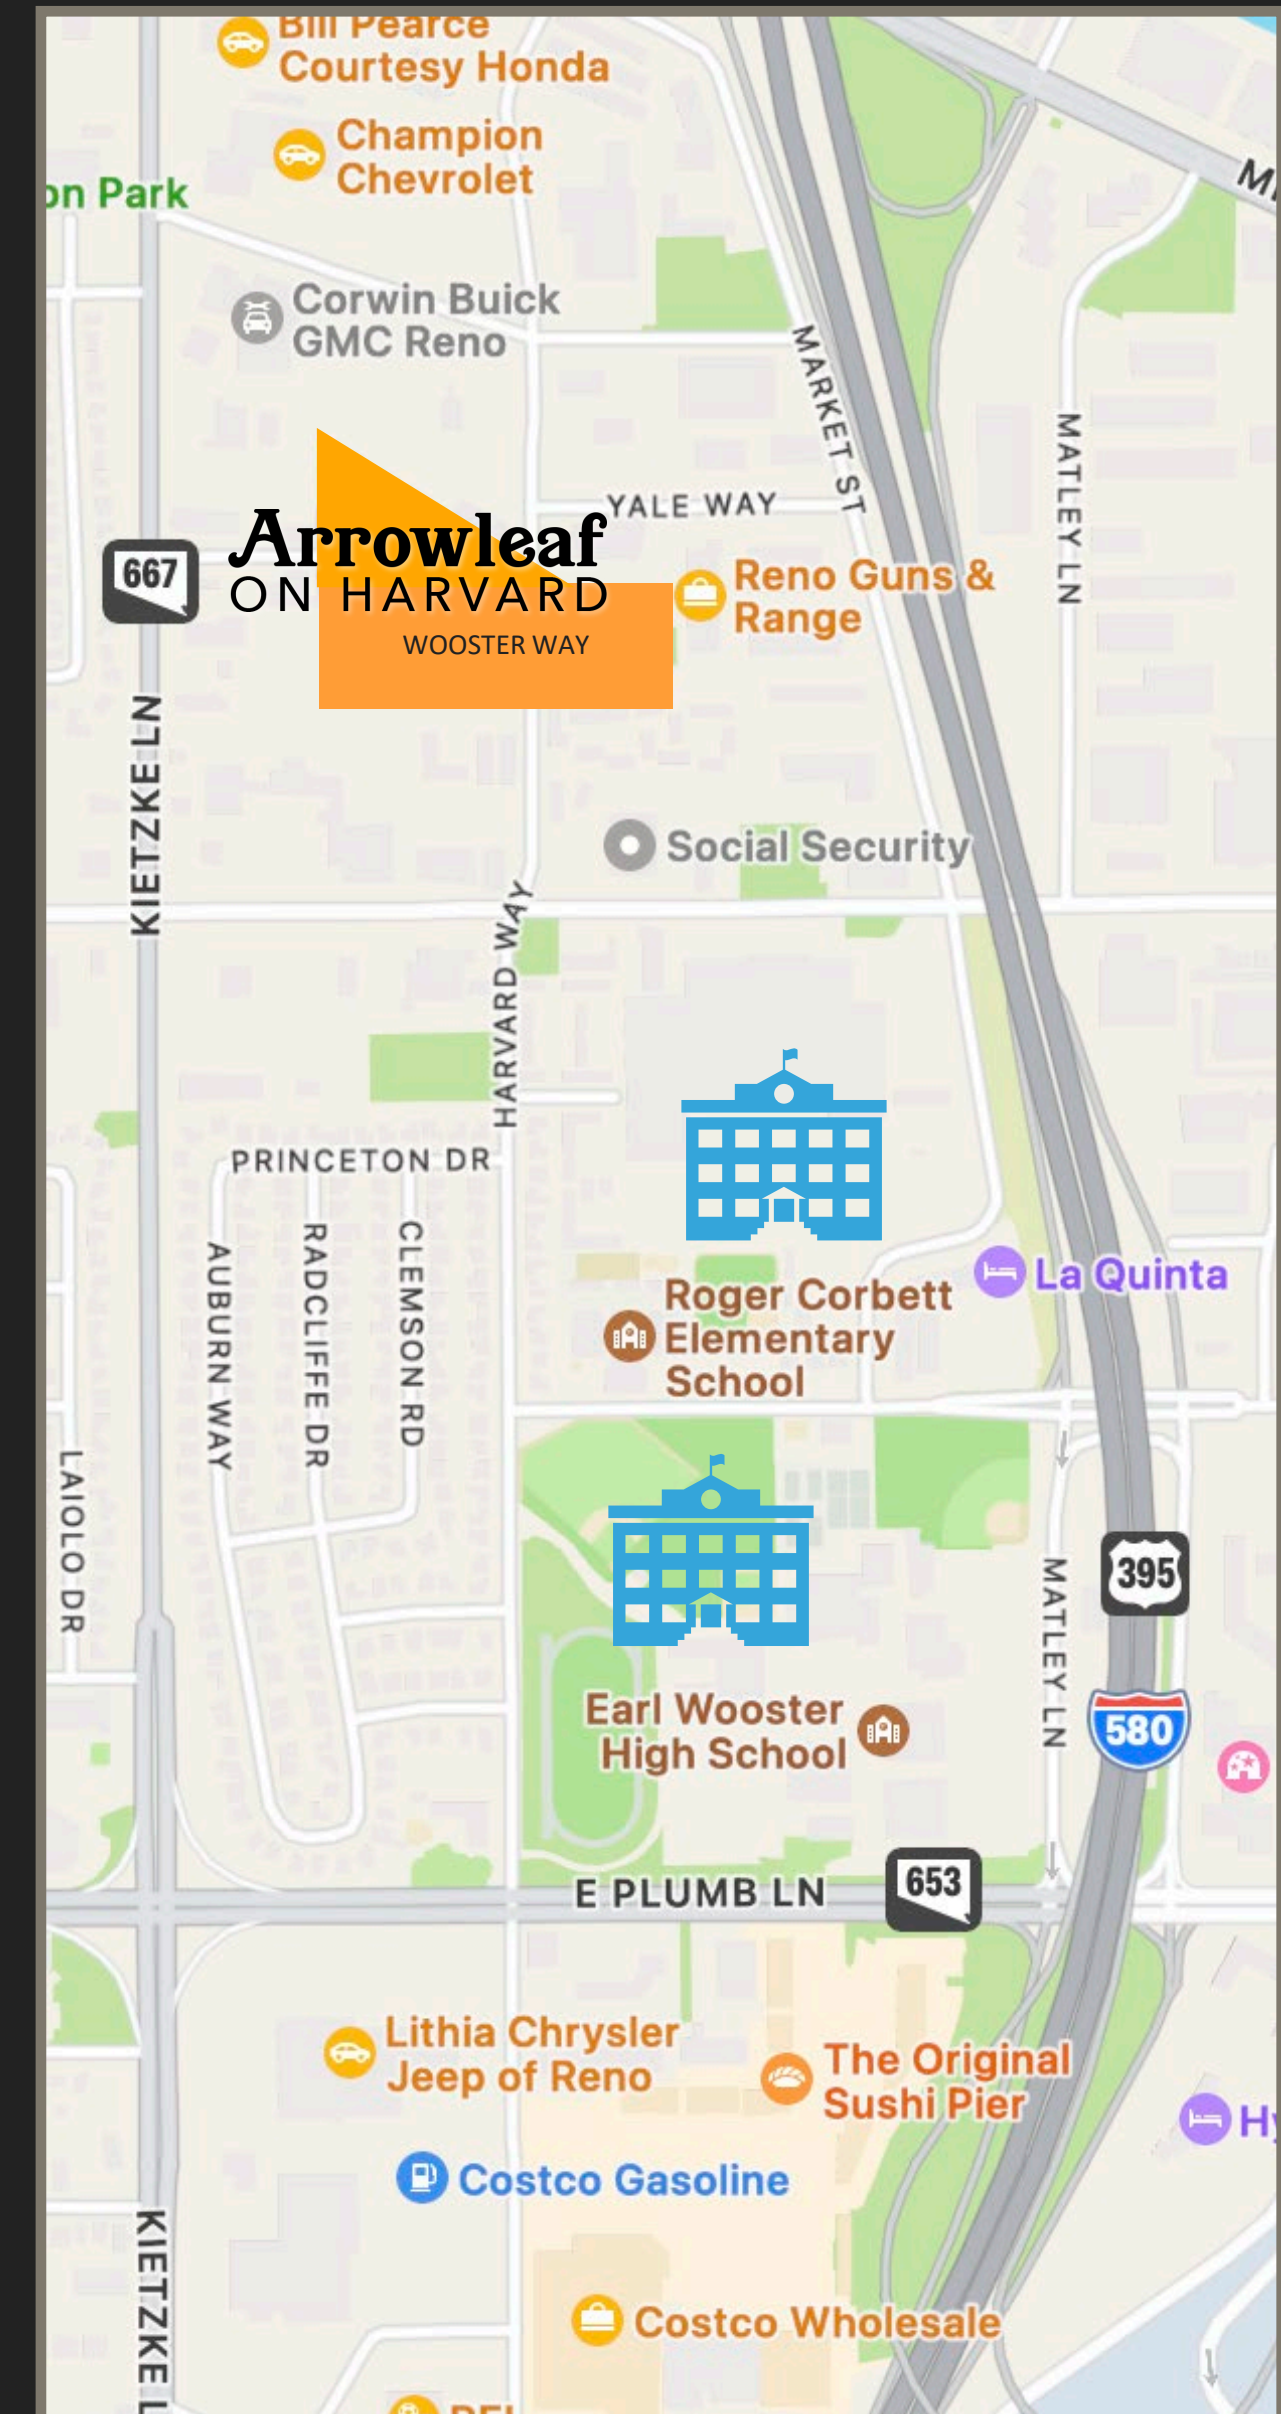 Bill Pearce
Courtesy Honda
Champion
Chevrolet
on Park
Corwin Buick
GMC Reno
MARKET ST
MATLEY LN
YALE WAY
Arrowleaf
ON HARVARD
WOOSTER WAY
667
Reno Guns &
Range
KIETZKE LN
Social Security
HARVARD WAY
PRINCETON DR
AUBURN WAY
RADCLIFFE DR
CLEMSON RD
La Quinta
Roger Corbett
Elementary
School
LAIOLO DR
395
MATLEY LN
580
Earl Wooster
High School
E PLUMB LN
653
Lithia Chrysler
Jeep of Reno
The Original
Sushi Pier
Costco Gasoline
KIETZKE L
Costco Wholesale